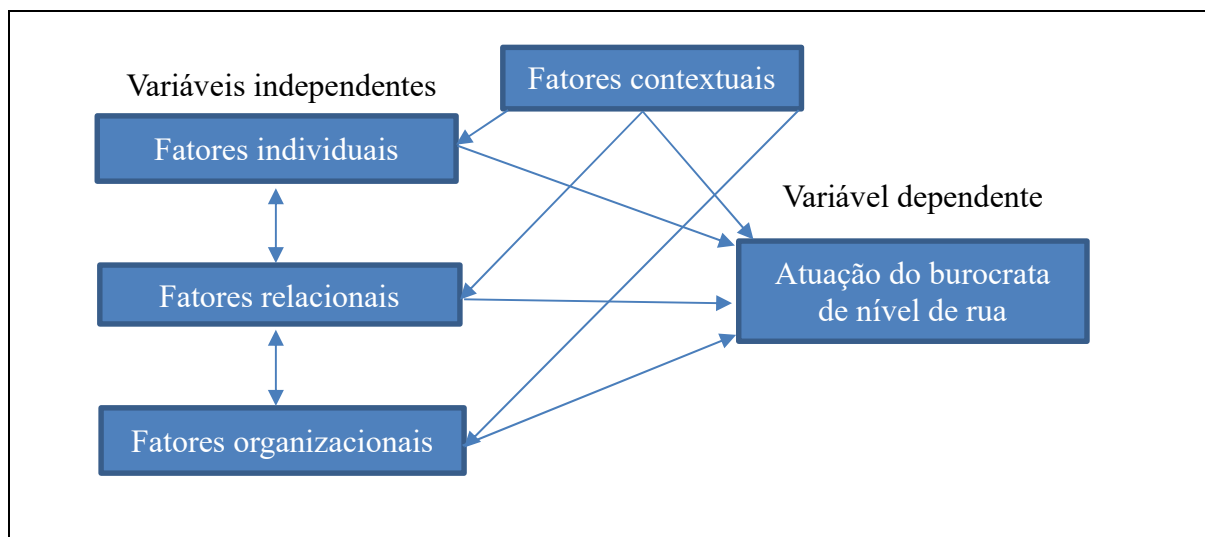 Fatores contextuais
Variáveis independentes
Fatores individuais
Variável dependente
Atuação do burocrata
de nível de rua
Fatores relacionais
Fatores organizacionais